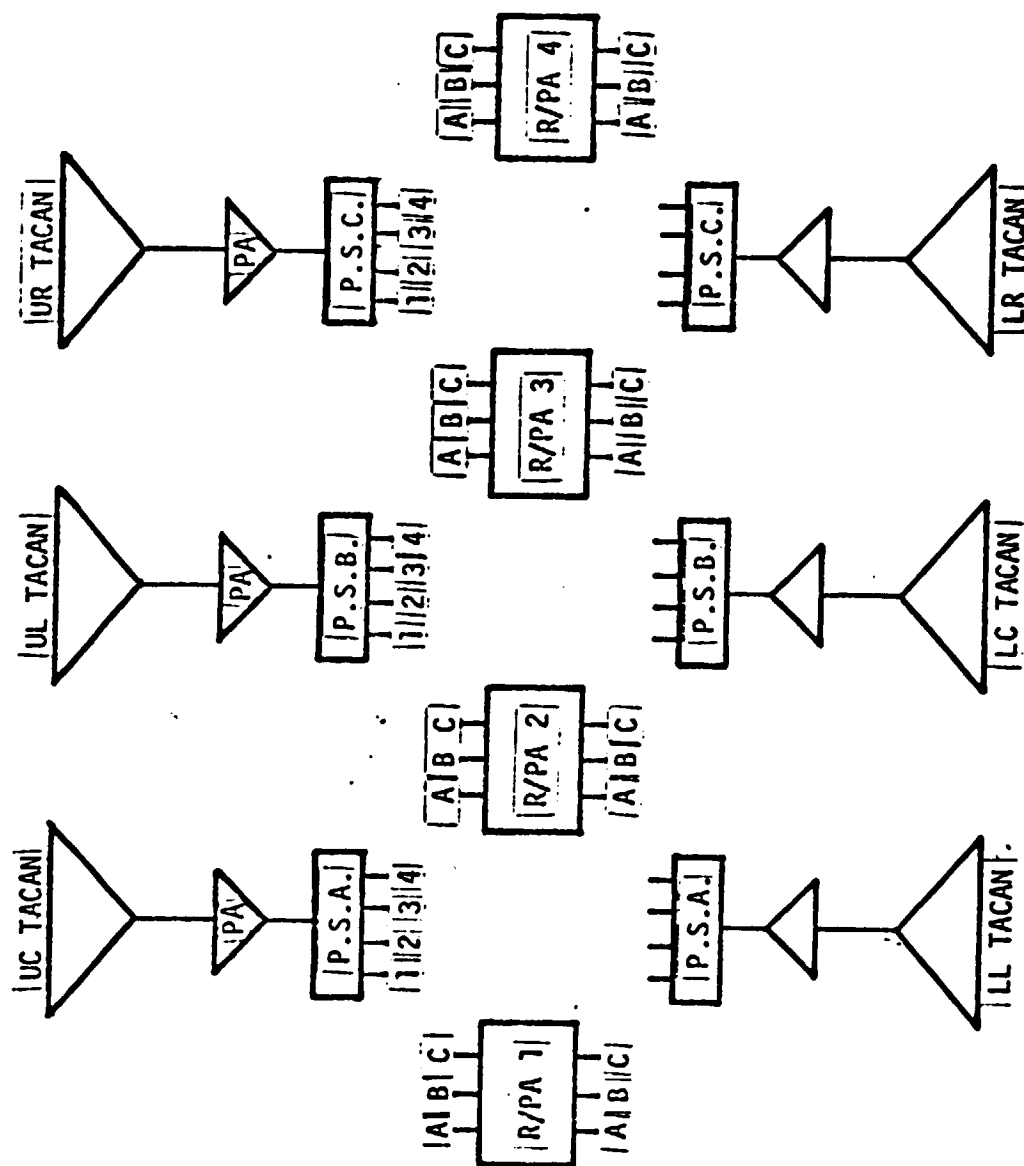 UC TACAN
UL TACAN
UR TACAN
PA
PA
PA
P.S.A.
P.S.B.
P.S.C.
1 2 3 4
1 2 3 4
1 2 3 4
A B C
A B C
A B C
A B C
R/PA 1
R/PA 2
R/PA 3
R/PA 4
A B C
A B C
A B C
A B C
P.S.A.
P.S.B.
P.S.C.
LL TACAN
LC TACAN
LR TACAN